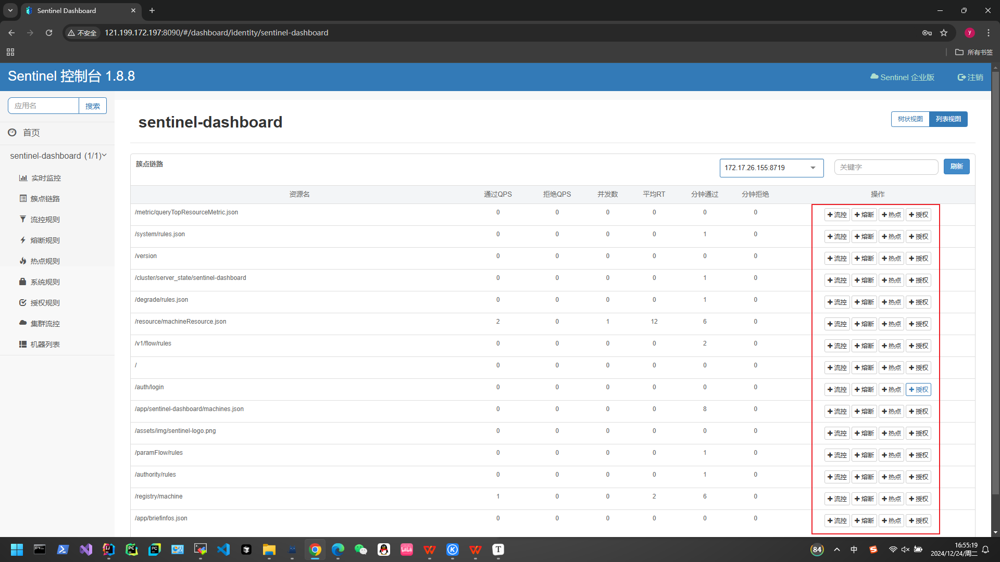 Sentinel Dashboard
不安全 121.199.172.197:8090/#/dashboard/identity/sentinel-dashboard
y
所有书签
Sentinel 控制台 1.8.8
Sentinel 企业版 注销
应用名 搜索
首页
sentinel-dashboard (1/1)
实时监控
簇点链路
流控规则
熔断规则
热点规则
系统规则
授权规则
集群流控
机器列表
sentinel-dashboard
树状视图 列表视图
簇点链路 172.17.26.155:8719 关键字 刷新
资源名 通过QPS 拒绝QPS 并发数 平均RT 分钟通过 分钟拒绝 操作
/metric/queryTopResourceMetric.json 0 0 0 0 0 0 流控 熔断 热点 授权
/system/rules.json 0 0 0 0 1 0 流控 熔断 热点 授权
/version 0 0 0 0 0 0 流控 熔断 热点 授权
/cluster/server_state/sentinel-dashboard 0 0 0 0 1 0 流控 熔断 热点 授权
/degrade/rules.json 0 0 0 0 1 0 流控 熔断 热点 授权
/resource/machineResource.json 2 0 1 12 6 0 流控 熔断 热点 授权
/v1/flow/rules 0 0 0 0 2 0 流控 熔断 热点 授权
/ 0 0 0 0 0 0 流控 熔断 热点 授权
/auth/login 0 0 0 0 0 0 流控 熔断 热点 授权
/app/sentinel-dashboard/machines.json 0 0 0 0 8 0 流控 熔断 热点 授权
/assets/img/sentinel-logo.png 0 0 0 0 0 0 流控 熔断 热点 授权
/paramFlow/rules 0 0 0 0 1 0 流控 熔断 热点 授权
/authority/rules 0 0 0 0 1 0 流控 熔断 热点 授权
/registry/machine 1 0 0 2 6 0 流控 熔断 热点 授权
/app/briefinfos.json 0 0 0 0 0 0 流控 熔断 热点 授权
84 中 16:55:19
2024/12/24/周二